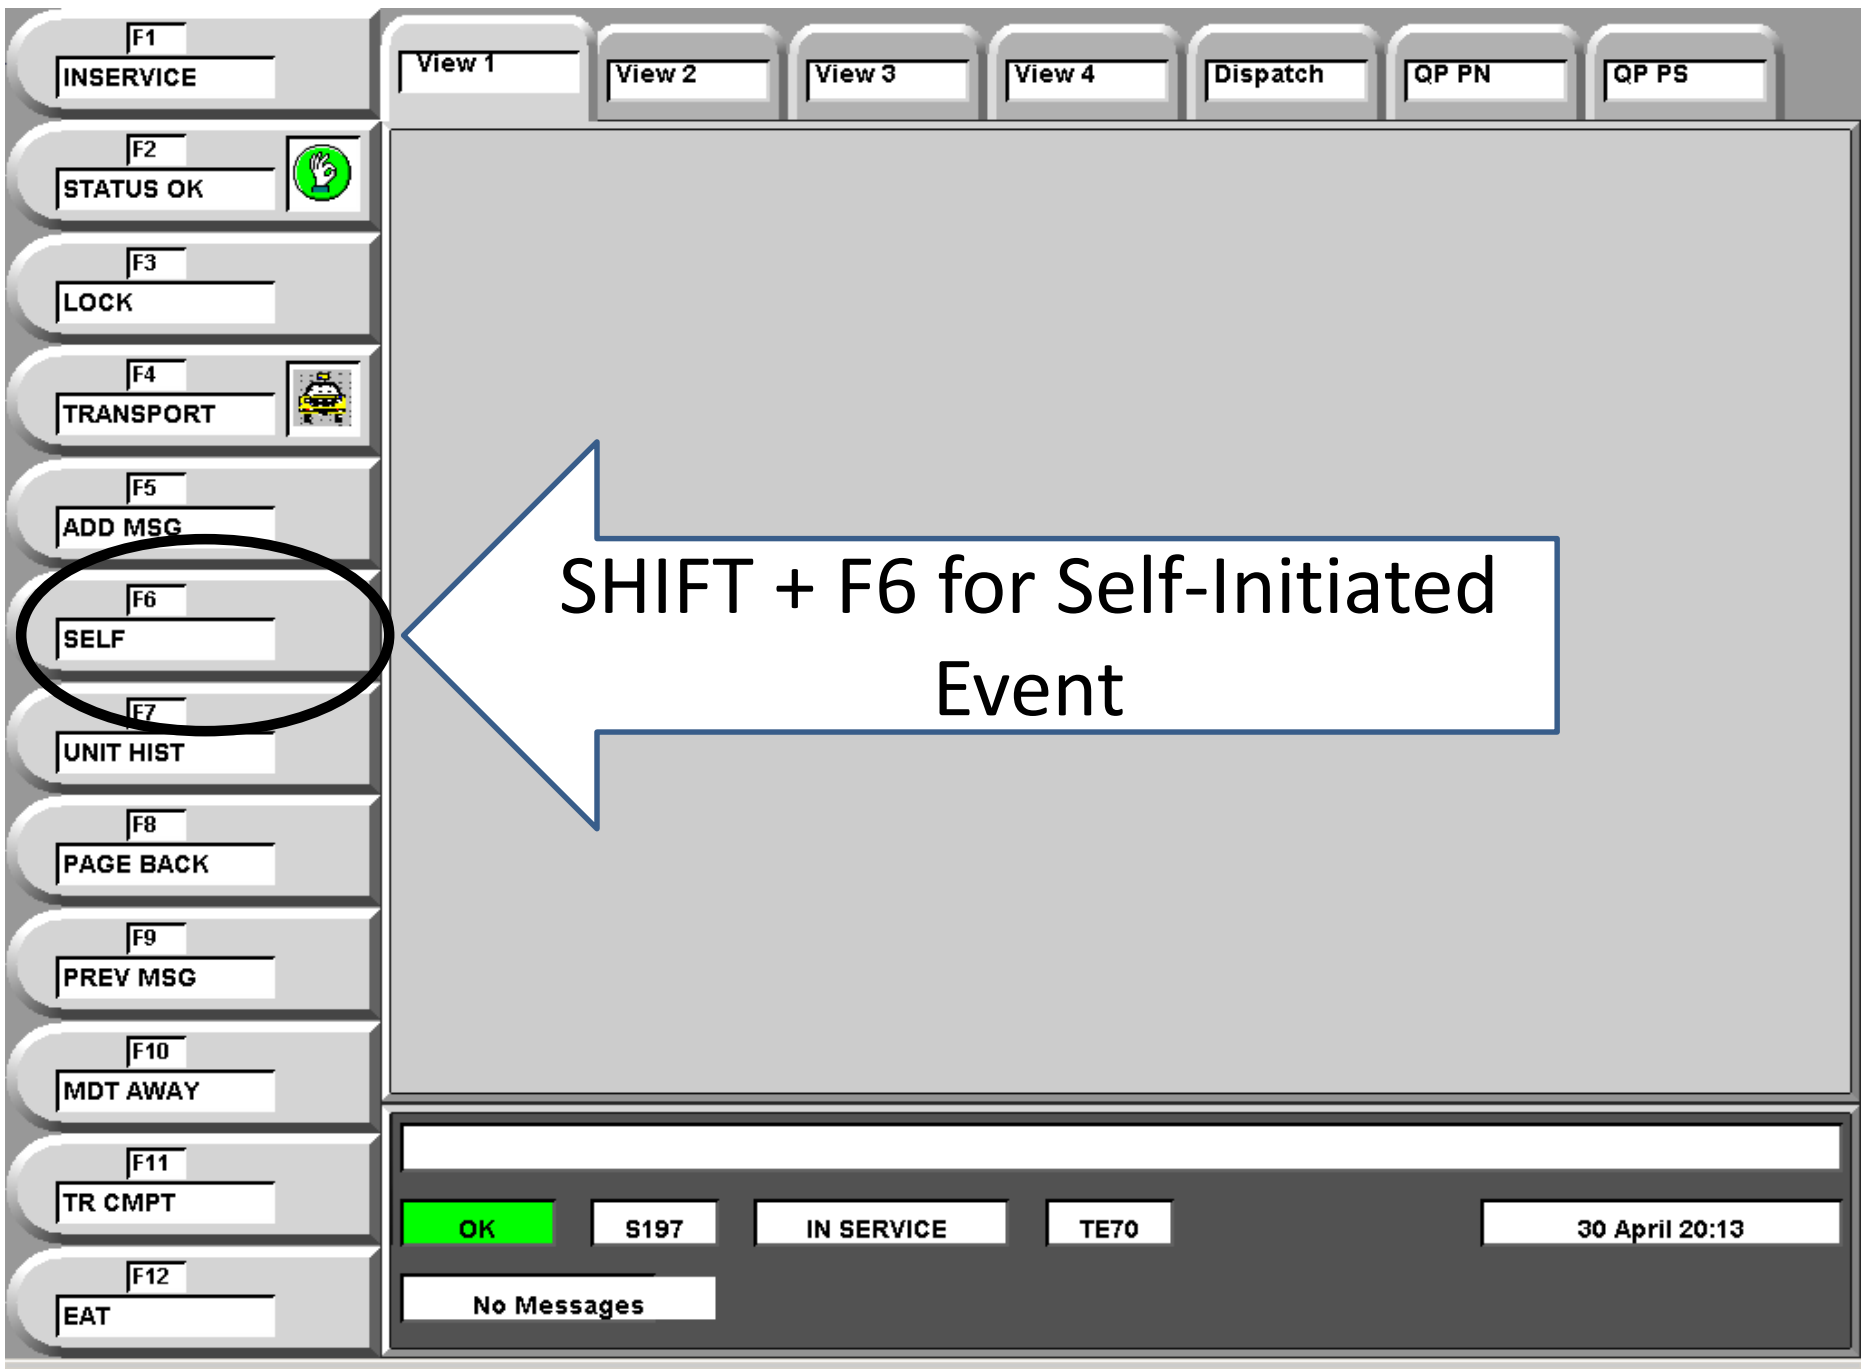 F1
INSERVICE
View 1
View 2
View 3
View 4
Dispatch
QP PN
QP PS
F2
STATUS OK
F3
LOCK
F4
TRANSPORT
F5
ADD MSG
F6
SELF
SHIFT + F6 for Self-Initiated
Event
F7
UNIT HIST
F8
PAGE BACK
F9
PREV MSG
F10
MDT AWAY
F11
TR CMPT
F12
EAT
OK
S197
IN SERVICE
TE70
30 April 20:13
No Messages